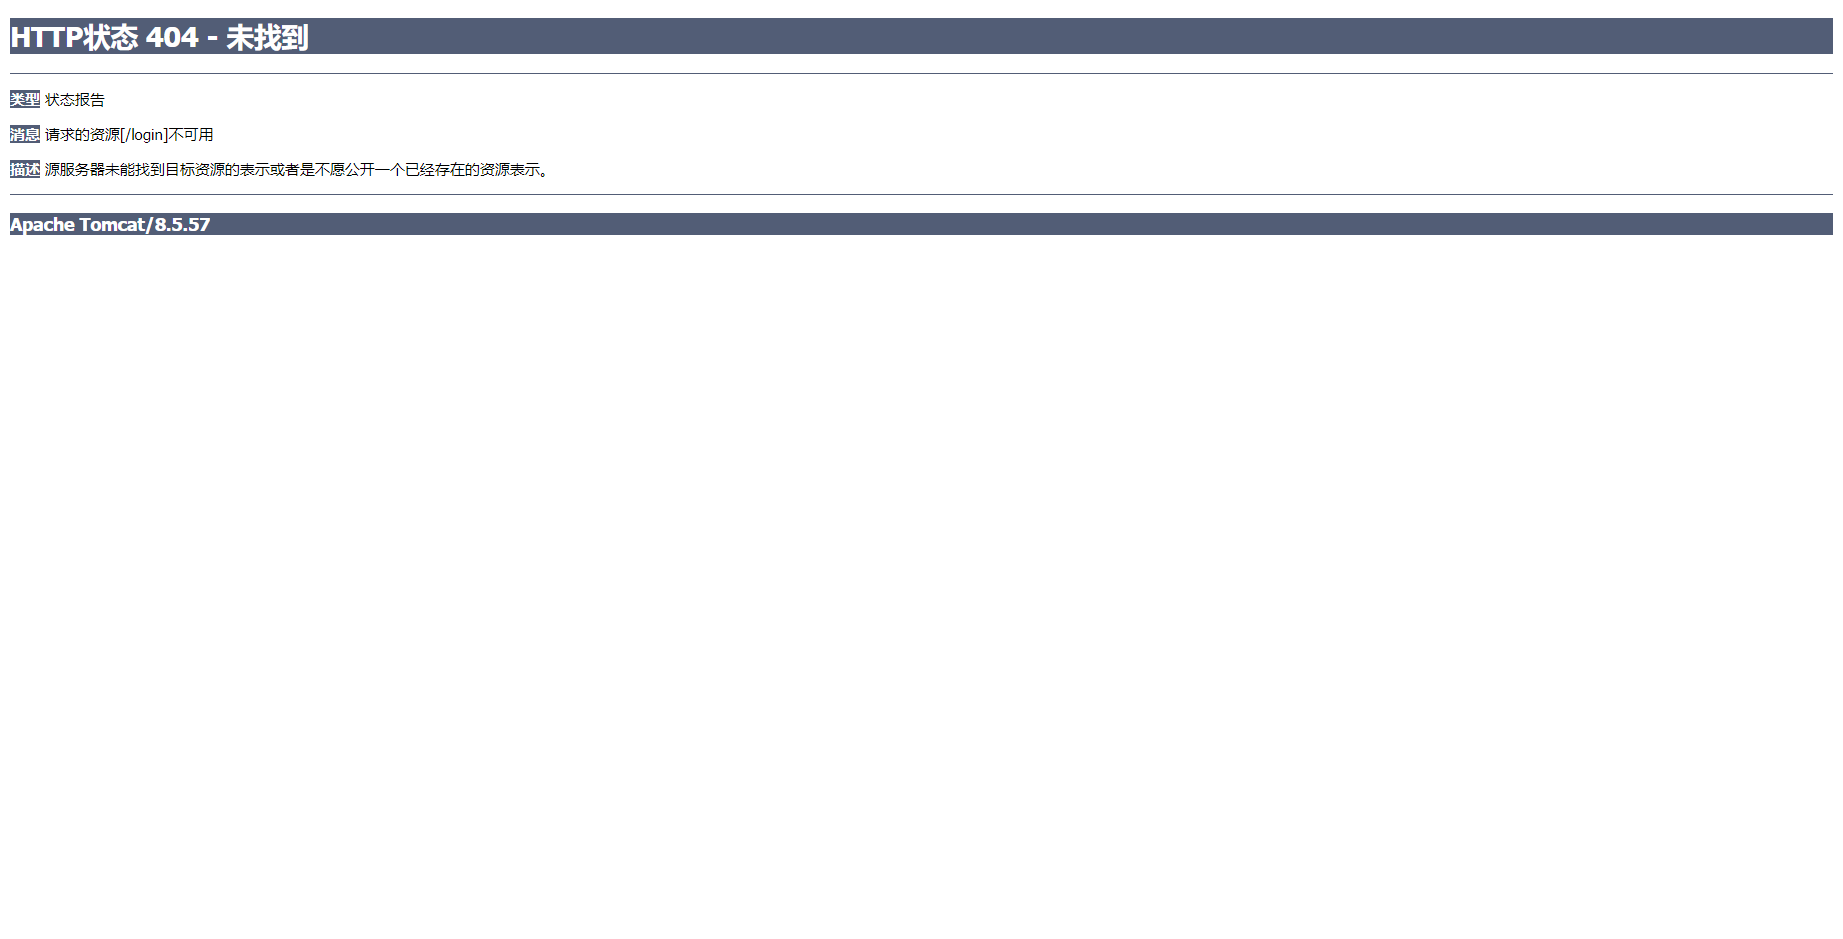 HTTP状态 404 - 未找到
类型 状态报告
消息 请求的资源[/login]不可用
描述 源服务器未能找到目标资源的表示或者是不愿公开一个已经存在的资源表示。
Apache Tomcat/8.5.57